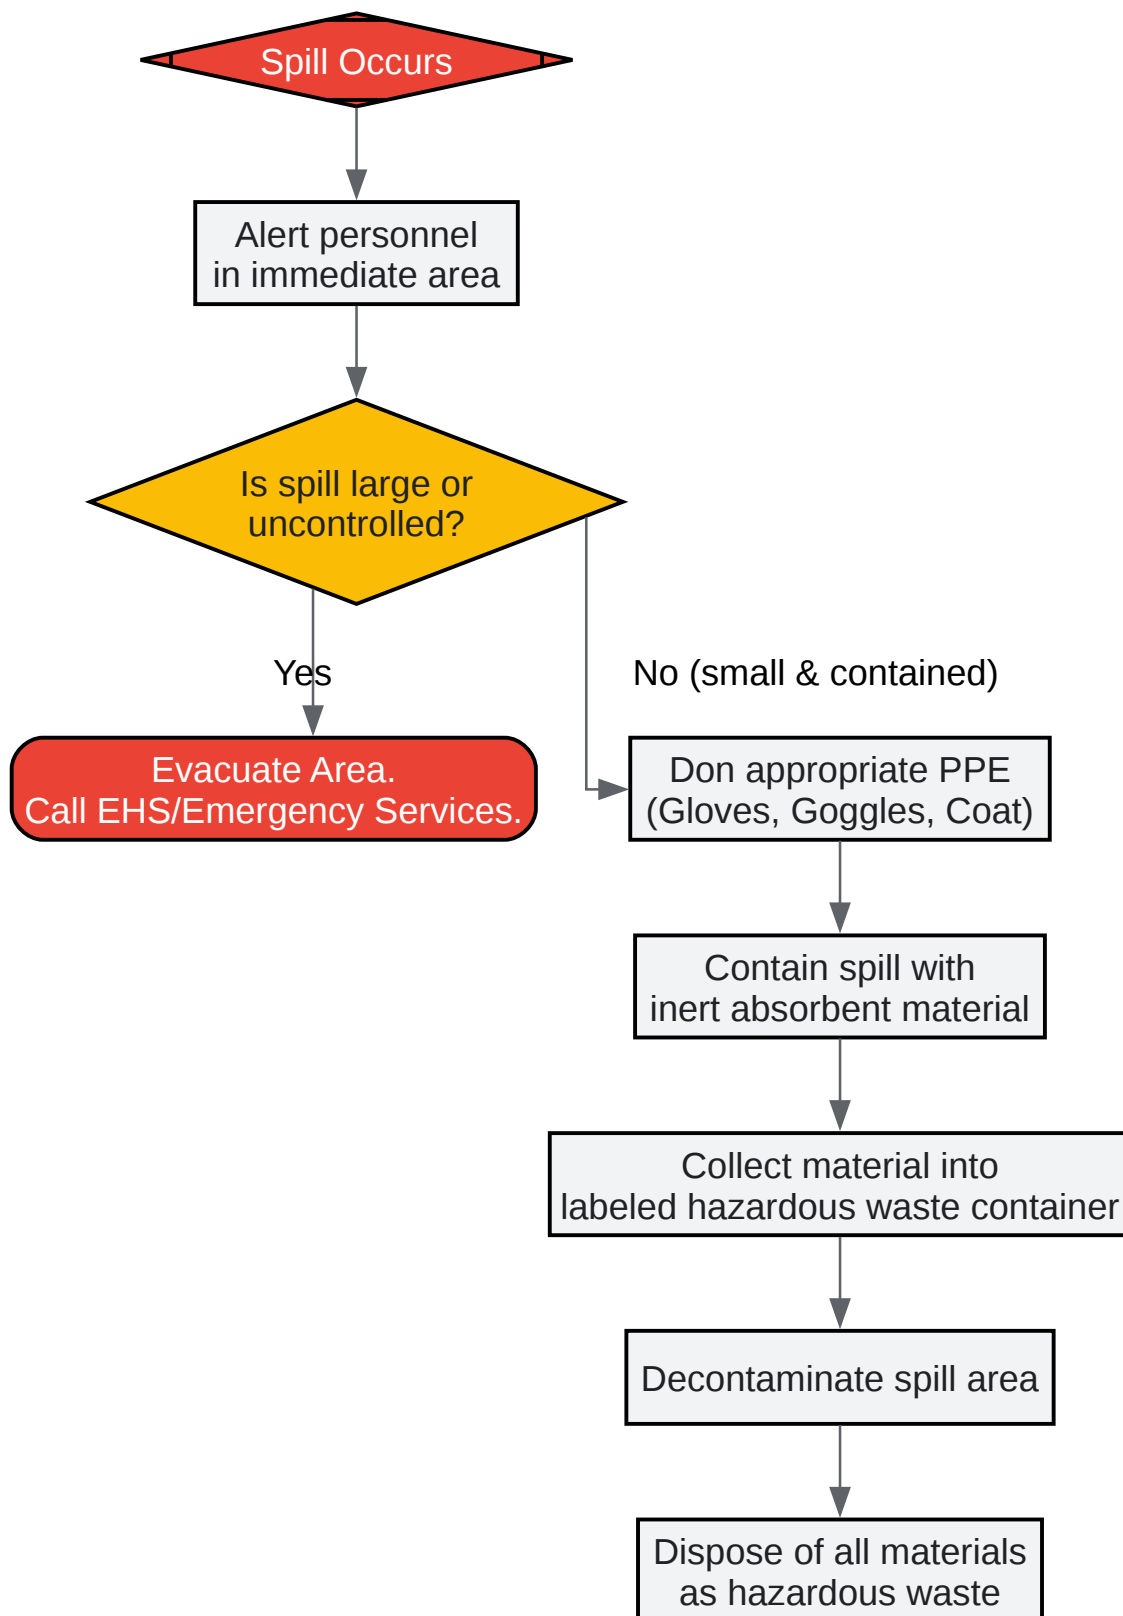 Spill Occurs
Alert personnel
in immediate area
Is spill large or
uncontrolled?
Yes
No (small & contained)
Evacuate Area.
Call EHS/Emergency Services.
Don appropriate PPE
(Gloves, Goggles, Coat)
Contain spill with
inert absorbent material
Collect material into
labeled hazardous waste container
Decontaminate spill area
Dispose of all materials
as hazardous waste